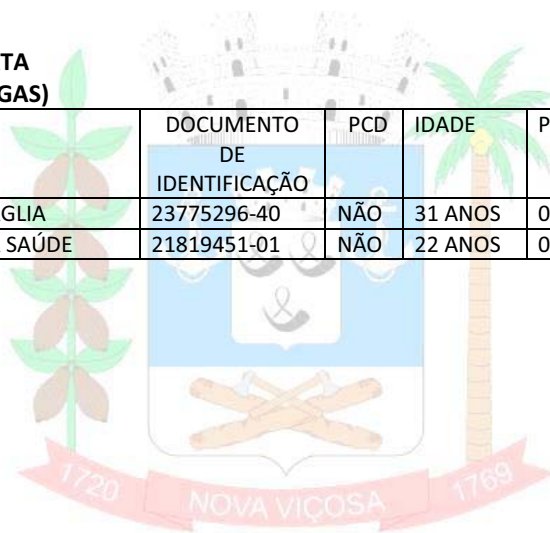 TA
GAS)
DOCUMENTO DE IDENTIFICAÇÃO PCD IDADE P
GLIA 23775296-40 NÃO 31 ANOS 0
SAÚDE 21819451-01 NÃO 22 ANOS 0
1720 NOVA VIÇOSA 1769